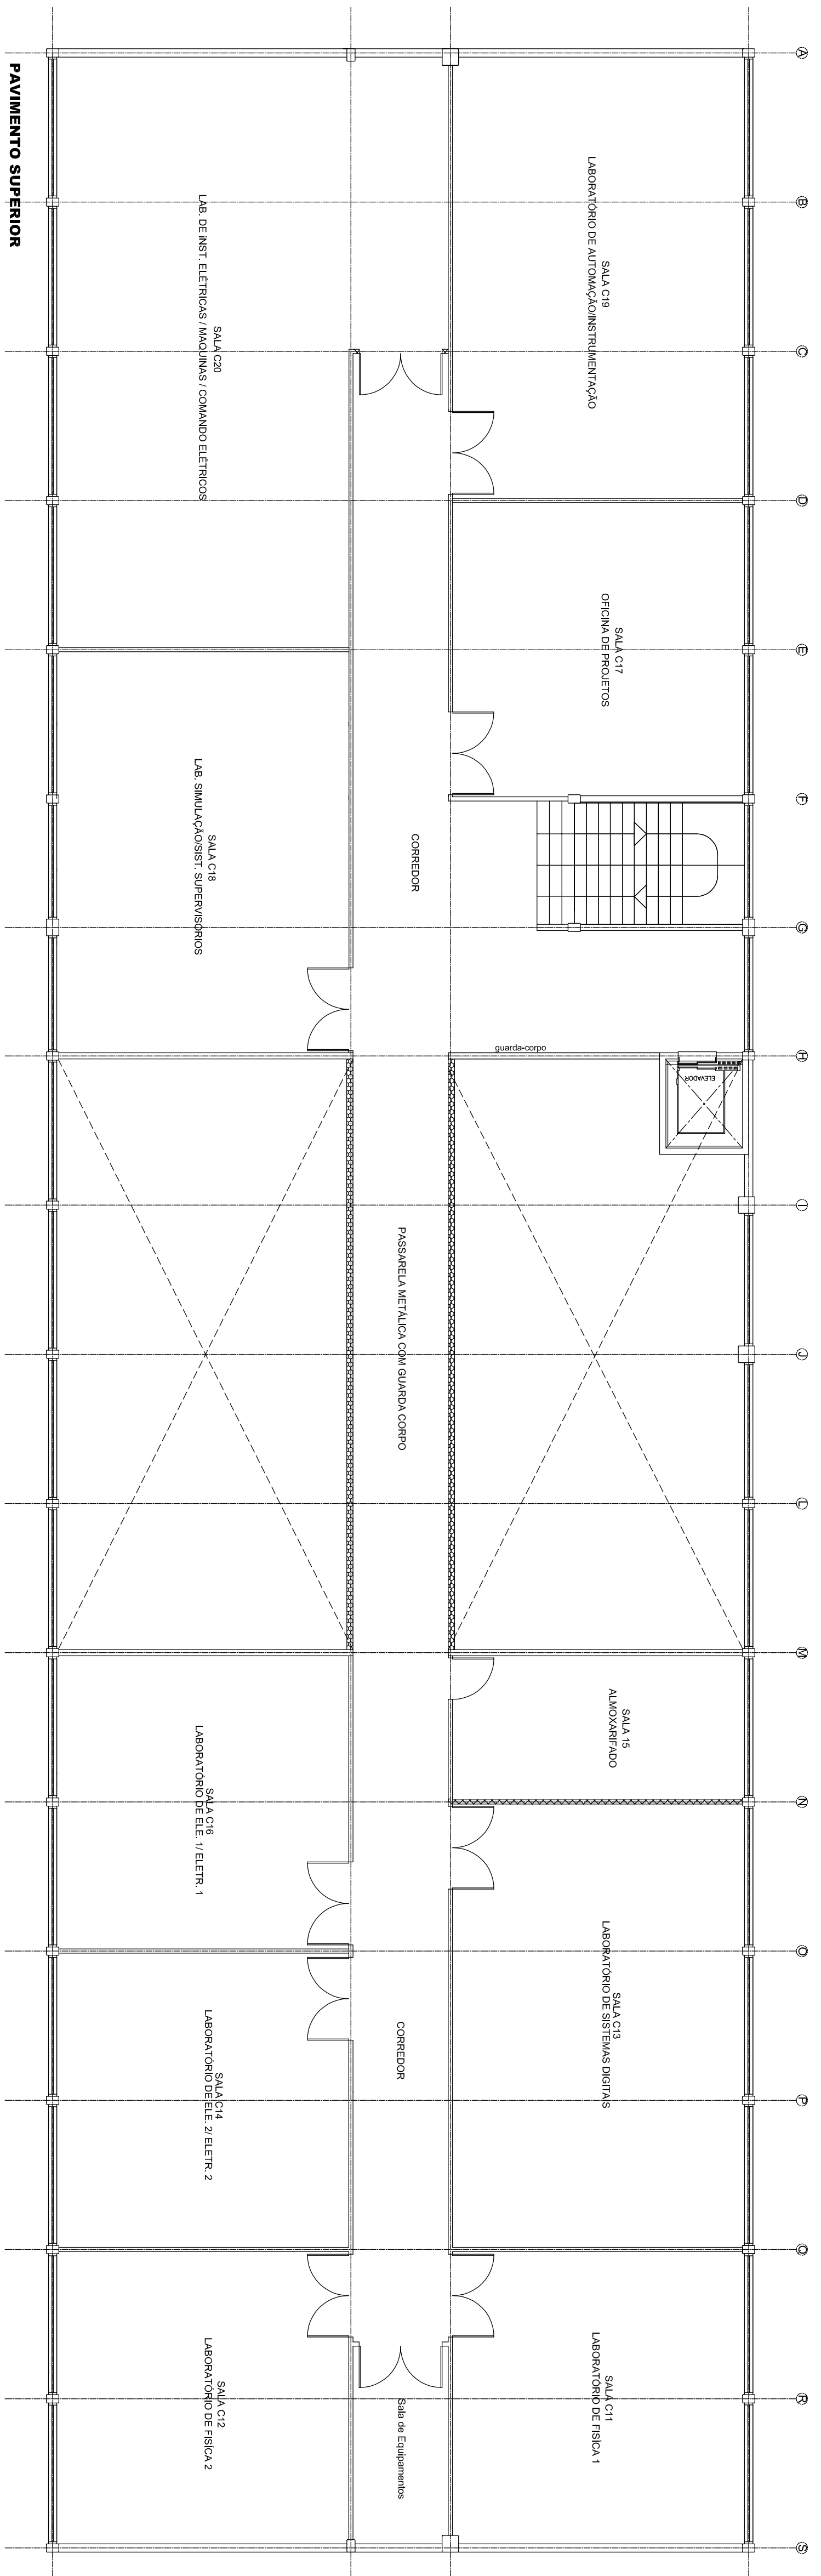 A
B
C
D
E
F
G
H
I
J
L
M
N
O
P
Q
R
S
SALA C19
LABORATÓRIO DE AUTOMAÇÃO/INSTRUMENTAÇÃO
SALA C17
OFICINA DE PROJETOS
guarda-corpo
ELEVADOR
SALA 15
ALMOXARIFADO
SALA C13
LABORATÓRIO DE SISTEMAS DIGITAIS
SALA C11
LABORATÓRIO DE FISÍCA 1
CORREDOR
PASSARELA METÁLICA COM GUARDA CORPO
CORREDOR
Sala de Equipamentos
SALA C20
LAB. DE iNST. ELÉTRICAS / MAQUINAS / COMANDO ELÉTRICOS
SALA C18
LAB. SIMULAÇÃO/SIST. SUPERVISÓRIOS
SALA C16
LABORATÓRIO DE ELE. 1/ ELETR. 1
SALA C14
LABORATÓRIO DE ELE. 2/ ELETR. 2
SALA C12
LABORATÓRIO DE FISÍCA 2
PAVIMENTO SUPERIOR